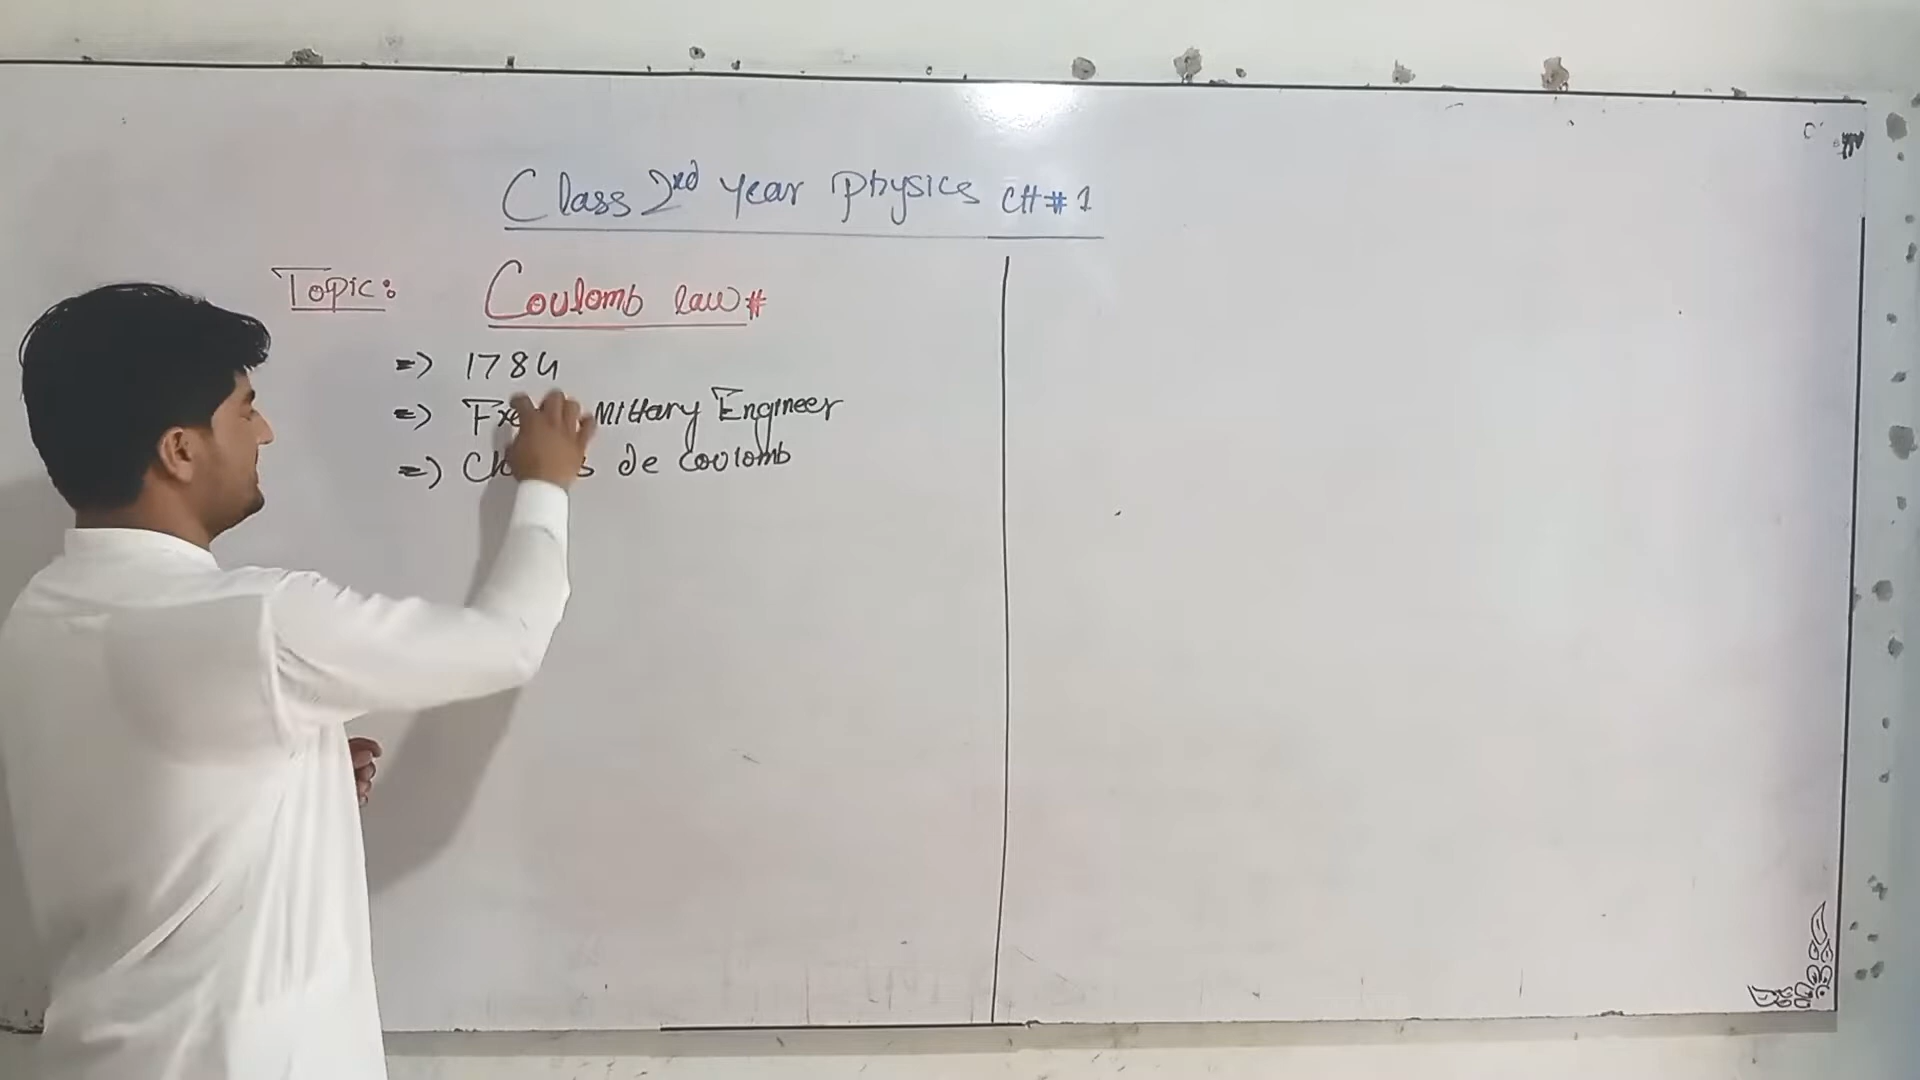 Class 2nd year Physics CH#1
Topic: Coulomb law#
=> 1784
=> Military Engineer
=> de Coulomb